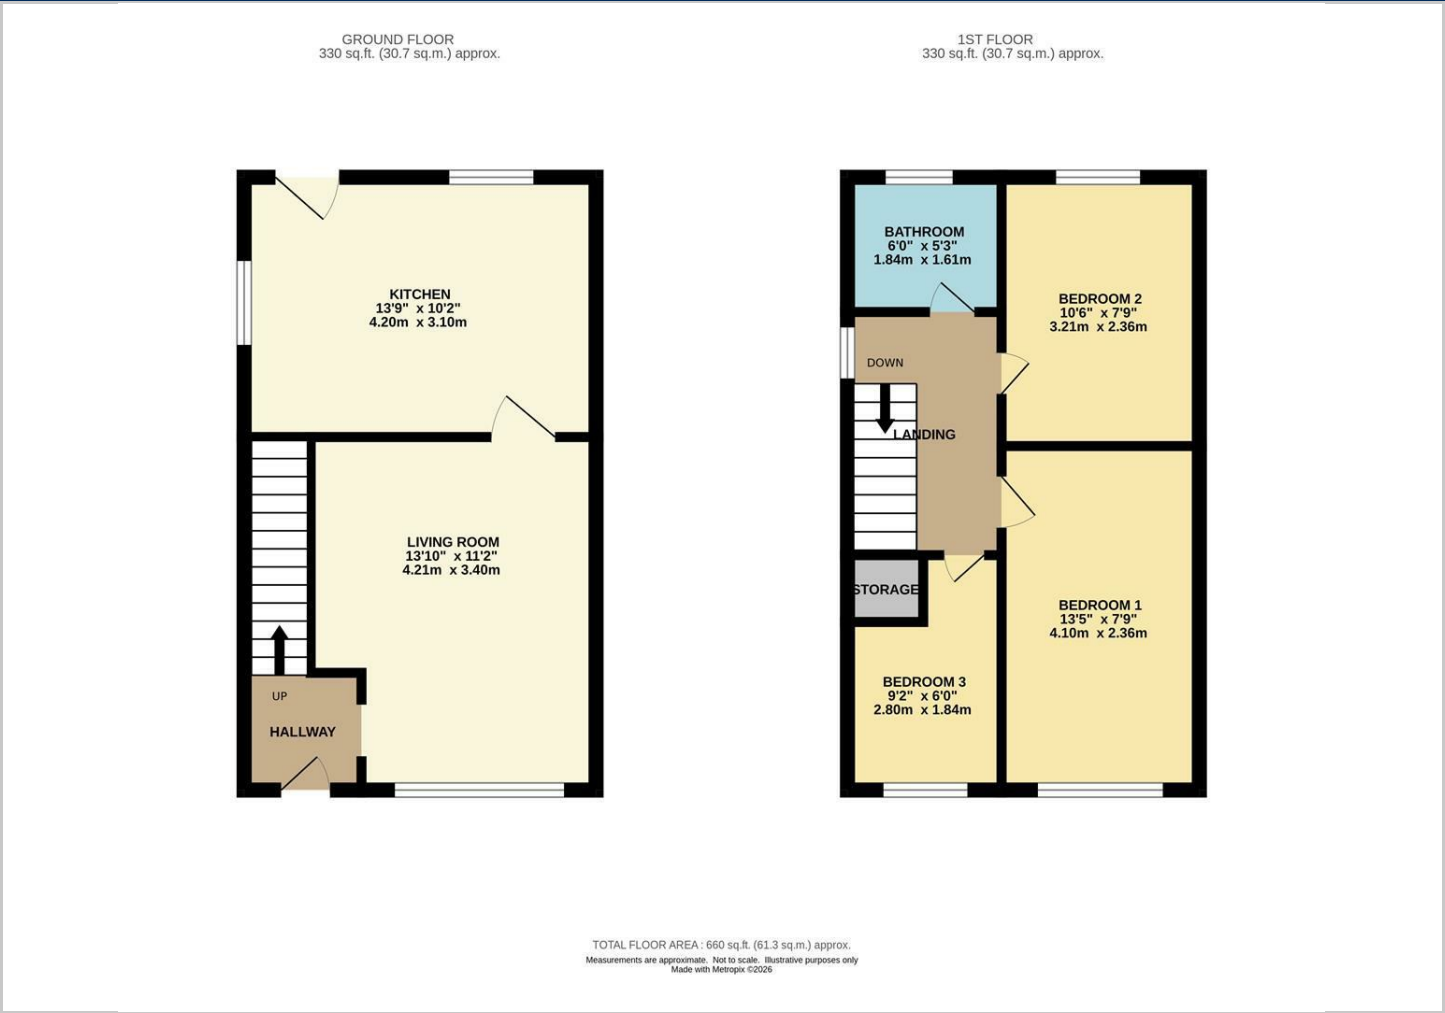 GROUND FLOOR
330 sq.ft. (30.7 sq.m.) approx.
1ST FLOOR
330 sq.ft. (30.7 sq.m.) approx.
KITCHEN
13'9" x 10'2"
4.20m x 3.10m
LIVING ROOM
13'10" x 11'2"
4.21m x 3.40m
UP
HALLWAY
BATHROOM
6'0" x 5'3"
1.84m x 1.61m
BEDROOM 2
10'6" x 7'9"
3.21m x 2.36m
DOWN
LANDING
STORAGE
BEDROOM 1
13'5" x 7'9"
4.10m x 2.36m
BEDROOM 3
9'2" x 6'0"
2.80m x 1.84m
TOTAL FLOOR AREA : 660 sq.ft. (61.3 sq.m.) approx.
Measurements are approximate. Not to scale. Illustrative purposes only
Made with Metropix ©2026